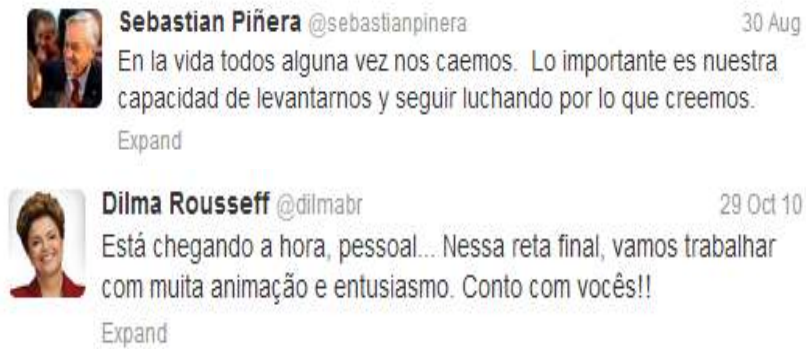 Sebastian Piñera @sebastianpinera 30 Aug
En la vida todos alguna vez nos caemos. Lo importante es nuestra
capacidad de levantarnos y seguir luchando por lo que creemos.
Expand
Dilma Rousseff @dilmabr 29 Oct 10
Está chegando a hora, pessoal... Nessa reta final, vamos trabalhar
com muita animação e entusiasmo. Conto com vocês!!
Expand